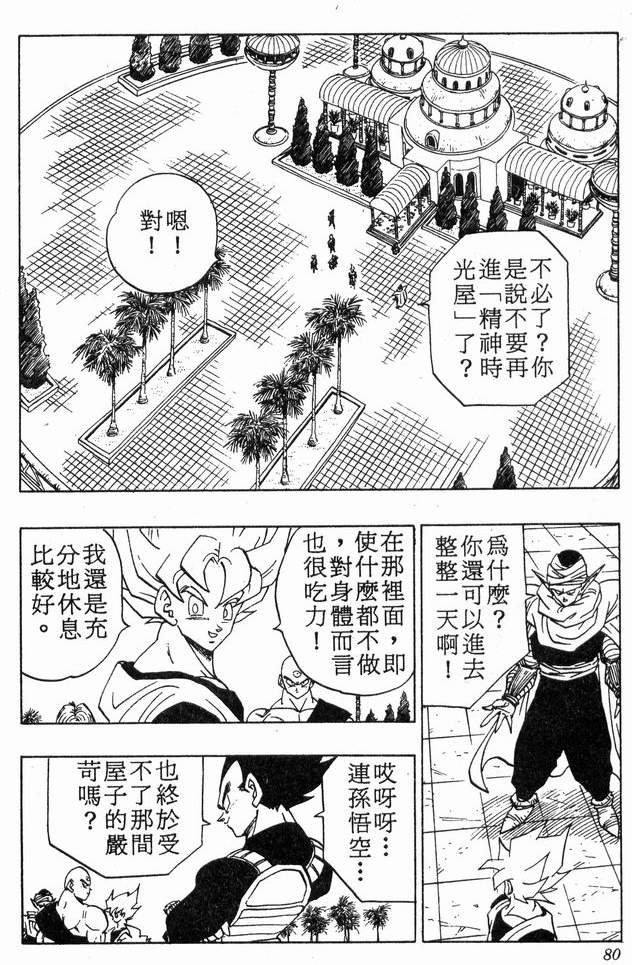 不必了？你
是說不要再
進「精神時
光屋」了？
嗯！
對！
爲什麼？
你還可以進去
整整一天啊！
在那裡面，即
使什麼都不做
，對身體而言
也很吃力！
我還是充
分地休息
比較好。
哎呀呀⋯
連孫悟空⋯
也終於受
不了那間
屋子的嚴
苛嗎？
80